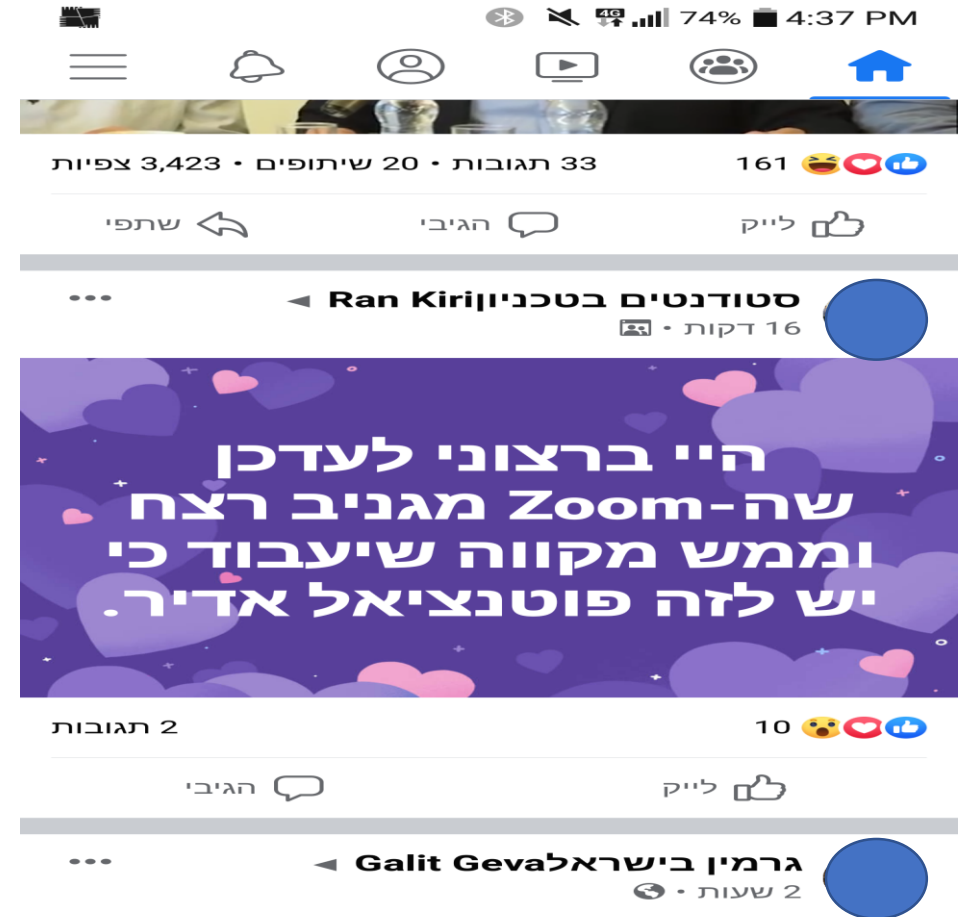 74% 4:37 PM
161 33 תגובות • 20 שיתופים • 3,423 צפיות
לייק הגיבי שתפי
סטודנטים בטכניון ◄ Ran Kiri
16 דקות •
היי ברצוני לעדכן
שה-Zoom מגניב רצח
וממש מקווה שיעבוד כי
יש לזה פוטנציאל אדיר.
10 2 תגובות
לייק הגיבי
גרמין בישראל ◄ Galit Geva
2 שעות •